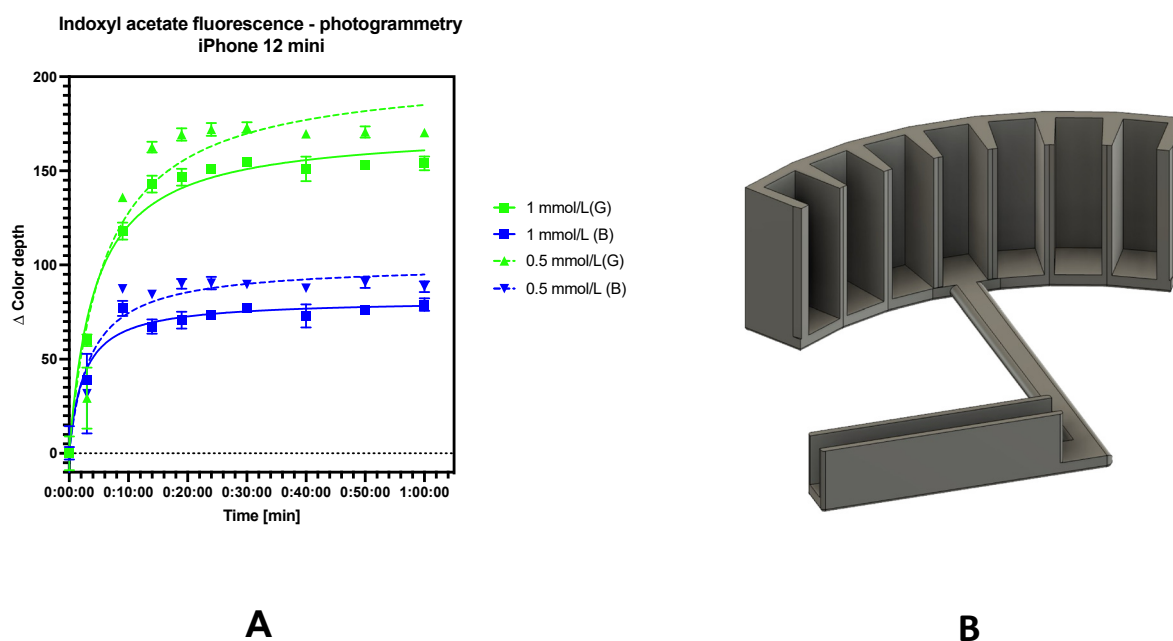 Indoxyl acetate fluorescence - photogrammetry
iPhone 12 mini
Δ Color depth
200
150
100
50
0
0:00:00 0:10:00 0:20:00 0:30:00 0:40:00 0:50:00 1:00:00
Time [min]
1 mmol/L(G)
1 mmol/L (B)
0.5 mmol/L(G)
0.5 mmol/L (B)
A
B